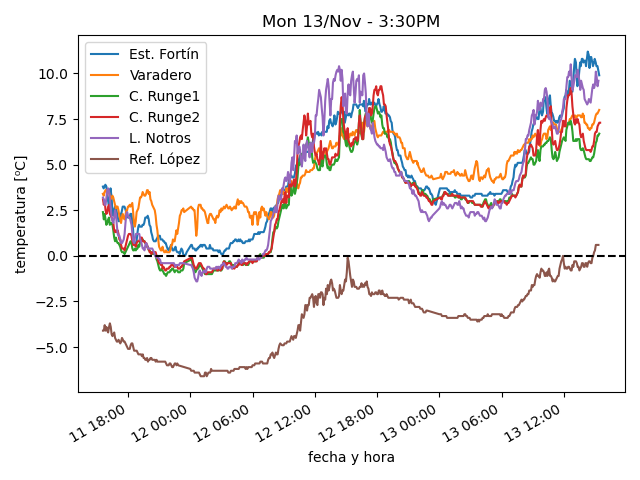 Mon 13/Nov - 3:30PM
Est. Fortín
Varadero
C. Runge1
C. Runge2
L. Notros
Ref. López
temperatura [ºC]
10.0
7.5
5.0
2.5
0.0
−2.5
−5.0
11 18:00
12 00:00
12 06:00
12 12:00
12 18:00
13 00:00
13 06:00
13 12:00
fecha y hora